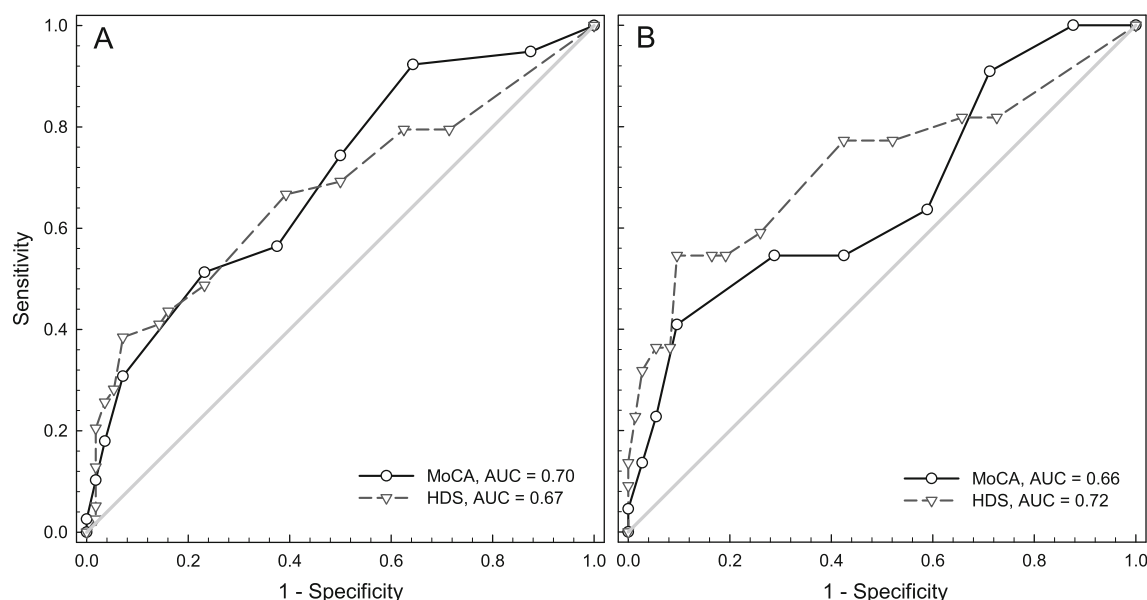 A
B
1.0
0.8
0.6
0.4
0.2
0.0
Sensitivity
MoCA, AUC = 0.70
HDS, AUC = 0.67
MoCA, AUC = 0.66
HDS, AUC = 0.72
0.0 0.2 0.4 0.6 0.8 1.0
0.0 0.2 0.4 0.6 0.8 1.0
1 - Specificity
1 - Specificity